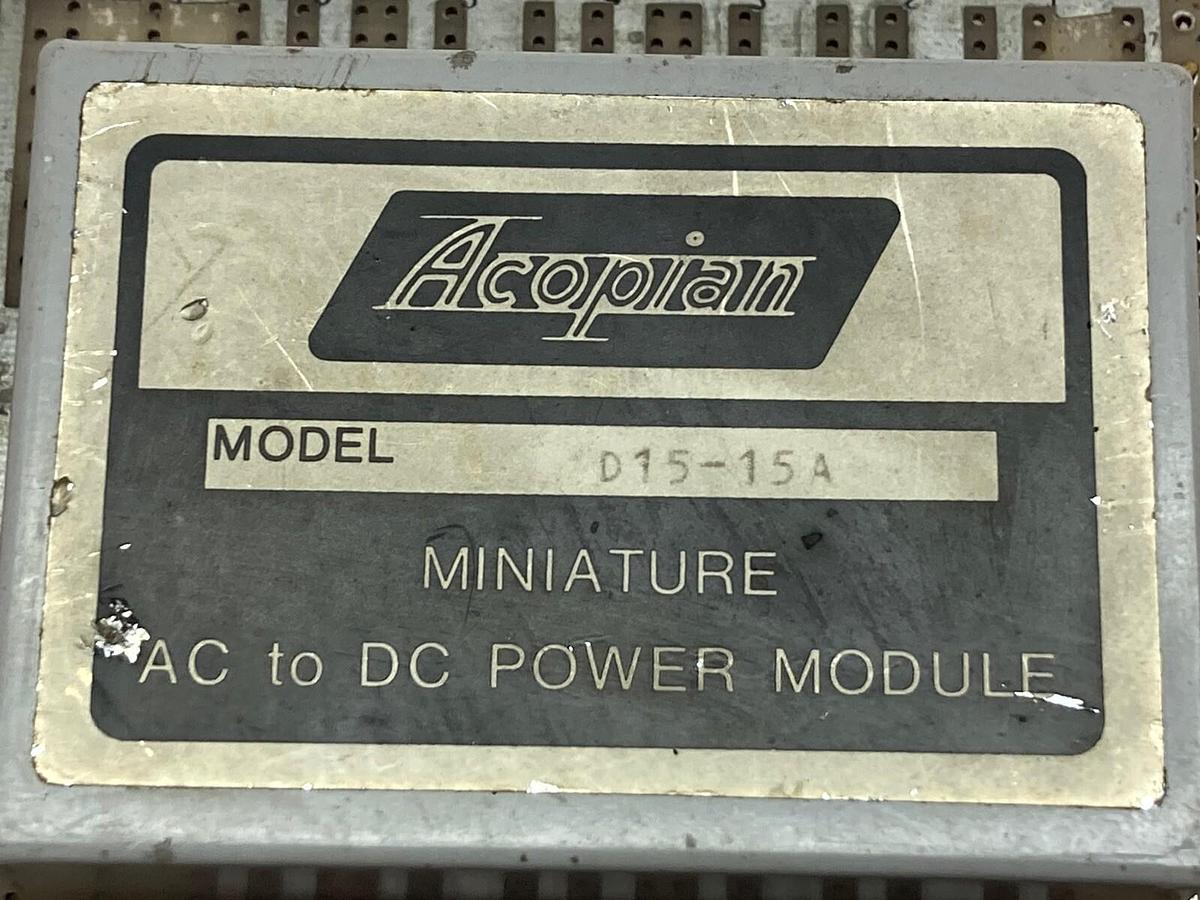 Acopian
MODEL D15-15A
MINIATURE
AC to DC POWER MODULE